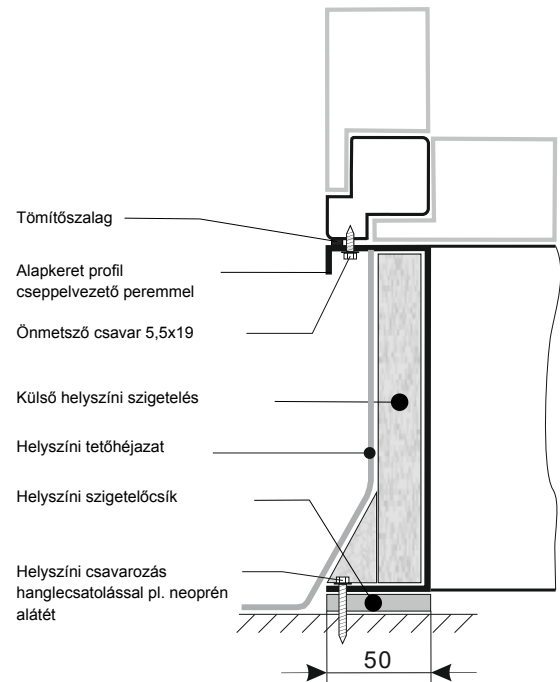 Tömítőszalag
Alapkeret profil
cseppelvezető peremmel
Önmetsző csavar 5,5x19
Külső helyszíni szigetelés
Helyszíni tetőhéjazat
Helyszíni szigetelőcsík
Helyszíni csavarozás
hanglecsatolással pl. neoprén
alátét
50